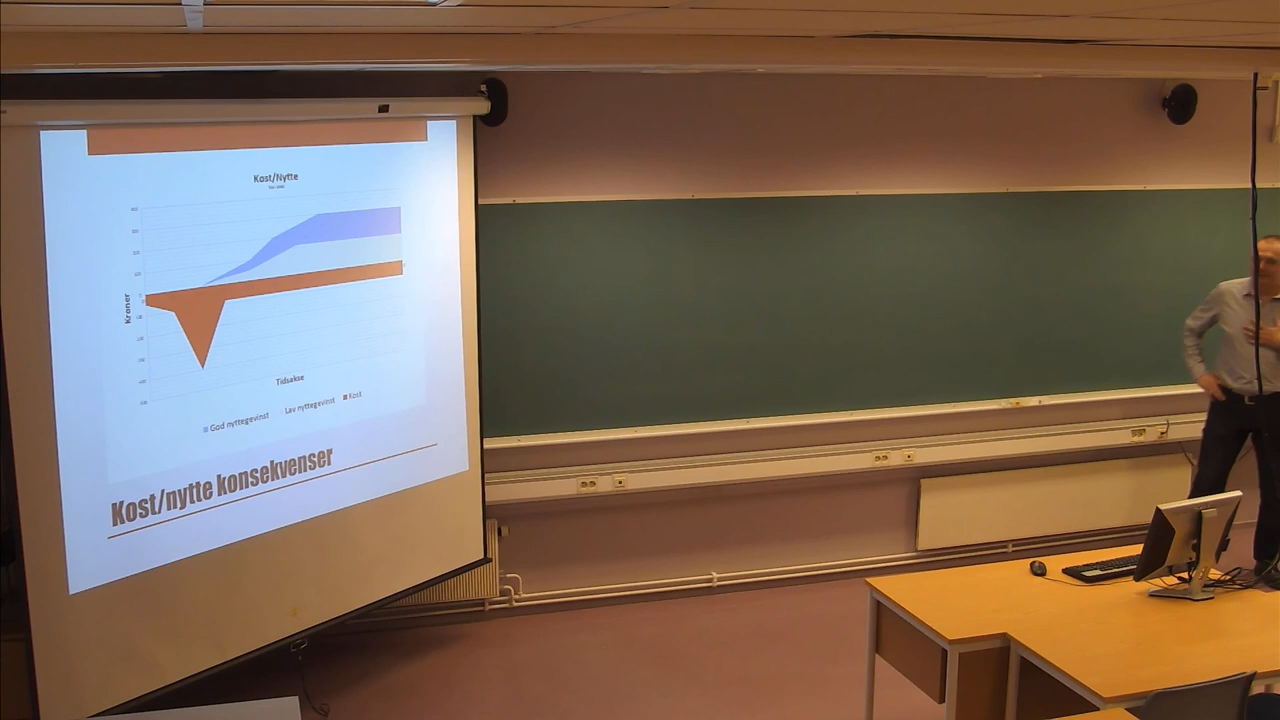 Kost/Nytte
Kroner
Tidsakse
God nyttegevinst Lav nyttegevinst Kost
Kost/nytte konsekvenser